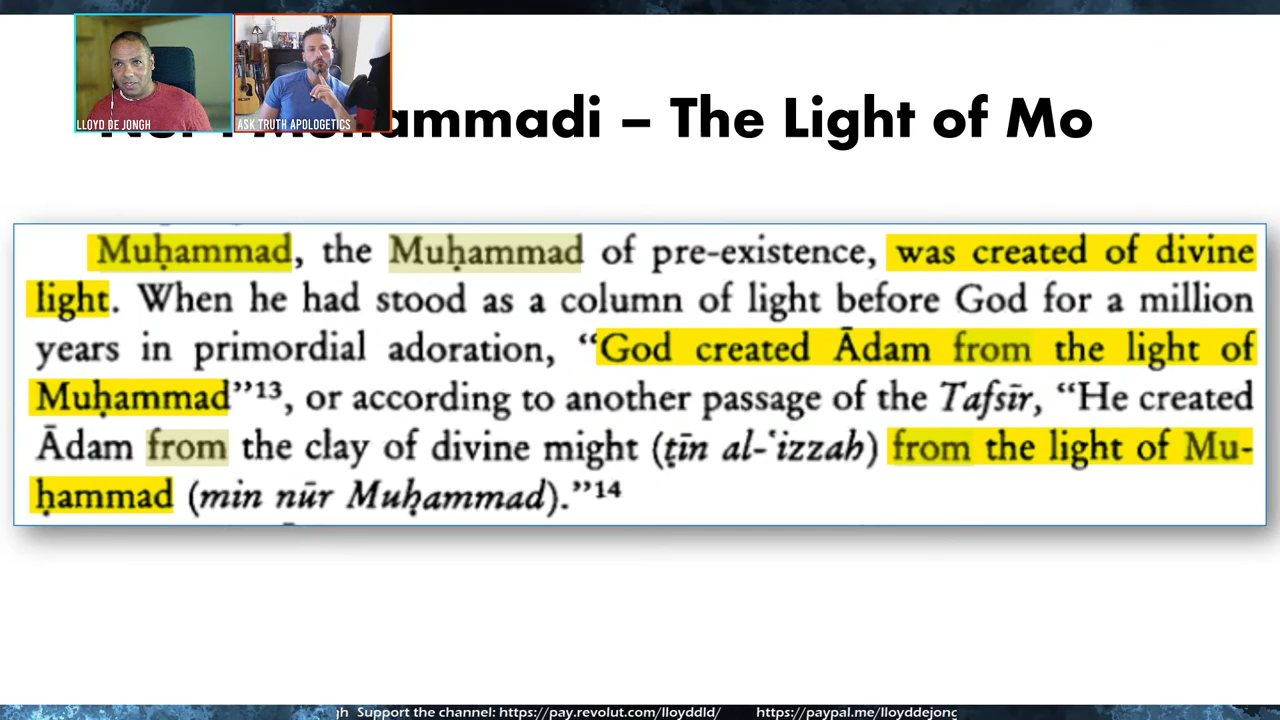 LLOYD DE JONGH
ASK TRUTH APOLOGETICS
ammadi – The Light of Mo
Muḥammad, the Muḥammad of pre-existence, was created of divine
light. When he had stood as a column of light before God for a million
years in primordial adoration, “God created Ādam from the light of
Muḥammad”13, or according to another passage of the Tafsīr, “He created
Ādam from the clay of divine might (ṭīn al-ʿizzah) from the light of Mu-
ḥammad (min nūr Muḥammad).”14
gh Support the channel: https://pay.revolut.com/lloyddld/ https://paypal.me/lloyddejong